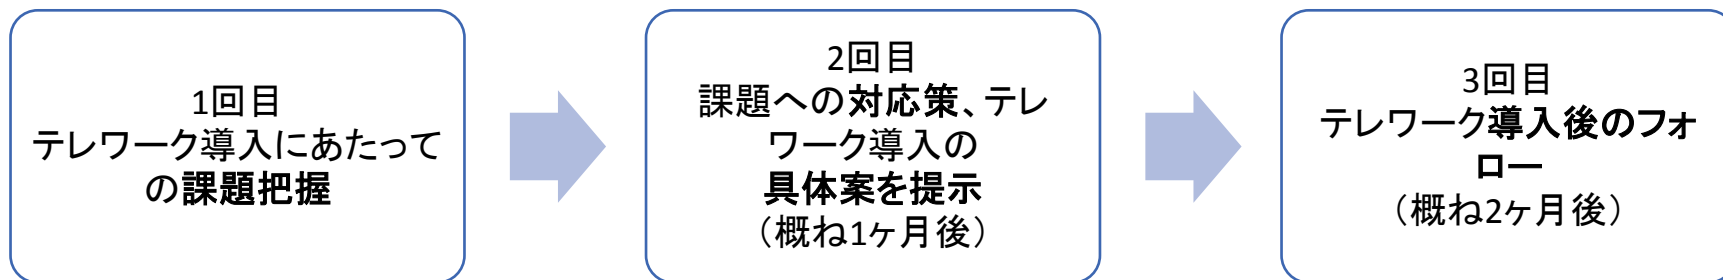 1回目
テレワーク導入にあたって
の課題把握
2回目
課題への対応策、テレ
ワーク導入の
具体案を提示
（概ね1ヶ月後）
3回目
テレワーク導入後のフォ
ロー
（概ね2ヶ月後）